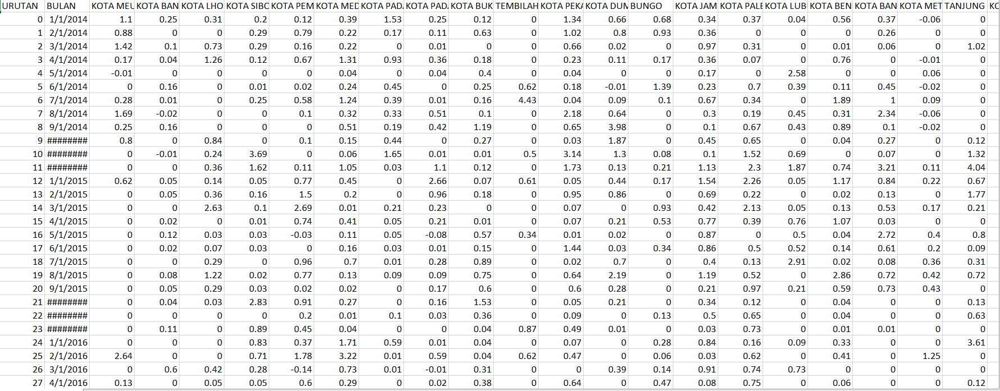 URUTAN BULAN KOTA MEU KOTA BAN KOTA LHO KOTA SIBO KOTA PEM KOTA MED KOTA PADA KOTA PADA KOTA BUK TEMBILAH KOTA PEKA KOTA DUM BUNGO KOTA JAM KOTA PALE KOTA LUBU KOTA BEN KOTA BAN KOTA MET TANJUNG KO
0 1/1/2014 1.1 0.25 0.31 0.2 0.12 0.39 1.53 0.25 0.12 0 1.34 0.66 0.68 0.34 0.37 0.04 0.56 0.37 -0.06 0
1 2/1/2014 0.88 0 0 0.29 0.79 0.22 0.17 0.11 0.63 0 1.02 0.8 0.93 0.36 0 0 0 0.26 0 0
2 3/1/2014 1.42 0.1 0.73 0.29 0.16 0.22 0 0.01 0 0 0.66 0.02 0 0.97 0.31 0 0.01 0.06 0 1.02
3 4/1/2014 0.17 0.04 1.26 0.12 0.67 1.31 0.93 0.36 0.18 0 0.23 0.11 0.17 0.36 0.07 0 0.76 0 -0.01 0
4 5/1/2014 -0.01 0 0 0 0 0.04 0 0.04 0.4 0 0.04 0 0 0.17 0 2.58 0 0 0.06 0
5 6/1/2014 0 0.16 0 0.01 0.02 0.24 0.45 0 0.25 0.62 0.18 -0.01 1.39 0.23 0.7 0.39 0.11 0.45 -0.02 0
6 7/1/2014 0.28 0.01 0 0.25 0.58 1.24 0.39 0.01 0.16 4.43 0.04 0.09 0.1 0.67 0.34 0 1.89 1 0.09 0
7 8/1/2014 1.69 -0.02 0 0 0.1 0.32 0.33 0.51 0.1 0 2.18 0.64 0 0.3 0.19 0.45 0.31 2.34 -0.06 0
8 9/1/2014 0.25 0.16 0 0 0 0.51 0.19 0.42 1.19 0 0.65 3.98 0 0.1 0.67 0.43 0.89 0.1 -0.02 0
9 ######## 0.8 0 0.84 0 0.1 0.15 0.44 0 0.27 0 0.03 1.87 0 0.45 0.65 0 0.04 0.27 0 0.12
10 ######## 0 -0.01 0.24 3.69 0 0.06 1.65 0.01 0.01 0.5 3.14 1.3 0.08 0.1 1.52 0.69 0 0.07 0 1.32
11 ######## 0 0 0.36 1.62 0.11 1.05 0.03 1.1 0.12 0 1.73 0.13 0.21 1.13 2.3 1.87 0.74 3.21 0.11 4.04
12 1/1/2015 0.62 0.05 0.14 0.05 0.77 0.45 0 2.66 0.07 0.61 0.05 0.44 0.17 1.54 2.26 0.05 1.17 0.84 0.22 0.67
13 2/1/2015 0 0.05 0.36 0.16 1.5 0.2 0 0.96 0.18 0 0.95 0.86 0 0.69 0.22 0 0.02 0.13 0 1.77
14 3/1/2015 0 0 2.63 0.1 2.69 0.01 0.21 0.23 0 0 0.07 0 0.93 0.42 2.13 0.05 0.13 0.53 0.17 0.21
15 4/1/2015 0 0.02 0 0.01 0.74 0.41 0.05 0.21 0.01 0 0.07 0.21 0.53 0.77 0.39 0.76 1.07 0.03 0 0
16 5/1/2015 0 0.12 0.03 0.03 -0.03 0.11 0.05 -0.08 0.57 0.34 0.01 0.02 0 0.87 0 0.5 0.04 2.72 0.4 0.8
17 6/1/2015 0 0.02 0.07 0.03 0 0.16 0.03 0.01 0.15 0 1.44 0.03 0.34 0.86 0.5 0.52 0.14 0.61 0.2 0.09
18 7/1/2015 0 0 0.29 0 0.96 0.7 0.01 0.28 0.89 0 0.02 0.7 0 0.4 0.13 2.91 0.02 0.08 0.36 0.31
19 8/1/2015 0 0.08 1.22 0.02 0.77 0.13 0.09 0.09 0.75 0 0.64 2.19 0 1.19 0.52 0 2.86 0.72 0.42 0.72
20 9/1/2015 0 0.05 0.29 0.03 0.02 0.02 0 0.17 0.6 0 0.6 0.28 0 0.21 0.97 0.21 0.59 0.73 0.43 0
21 ######## 0 0.04 0.03 2.83 0.91 0.27 0 0.16 1.53 0 0.05 0.21 0 0.34 0.12 0 0.04 0 0 0.13
22 ######## 0 0 0 0 0.2 0.01 0.1 0.03 0.36 0 0.09 0 0.13 0.5 0.65 0 0.04 0 0 0.63
23 ######## 0 0.11 0 0.89 0.45 0.04 0 0 0.04 0.87 0.49 0.01 0 0.03 0.73 0 0.01 0.01 0 0
24 1/1/2016 0 0 0 0.83 0.37 1.71 0.59 0.01 0.04 0 0.07 0 0.28 0.84 0.16 0.09 0.33 0 0 3.61
25 2/1/2016 2.64 0 0 0.71 1.78 3.22 0.01 0.59 0.04 0.62 0.47 0 0.06 0.03 0.62 0 0.41 0 1.25 0
26 3/1/2016 0 0.6 0.42 0.28 -0.14 0.73 0.01 -0.01 0.31 0 0 0.39 0.14 0.91 0.74 0.73 0 0 0 0
27 4/1/2016 0.13 0 0.05 0.05 0.6 0.29 0 0.02 0.38 0 0.64 0 0.47 0.08 0.75 0 0.06 0 0 0.12